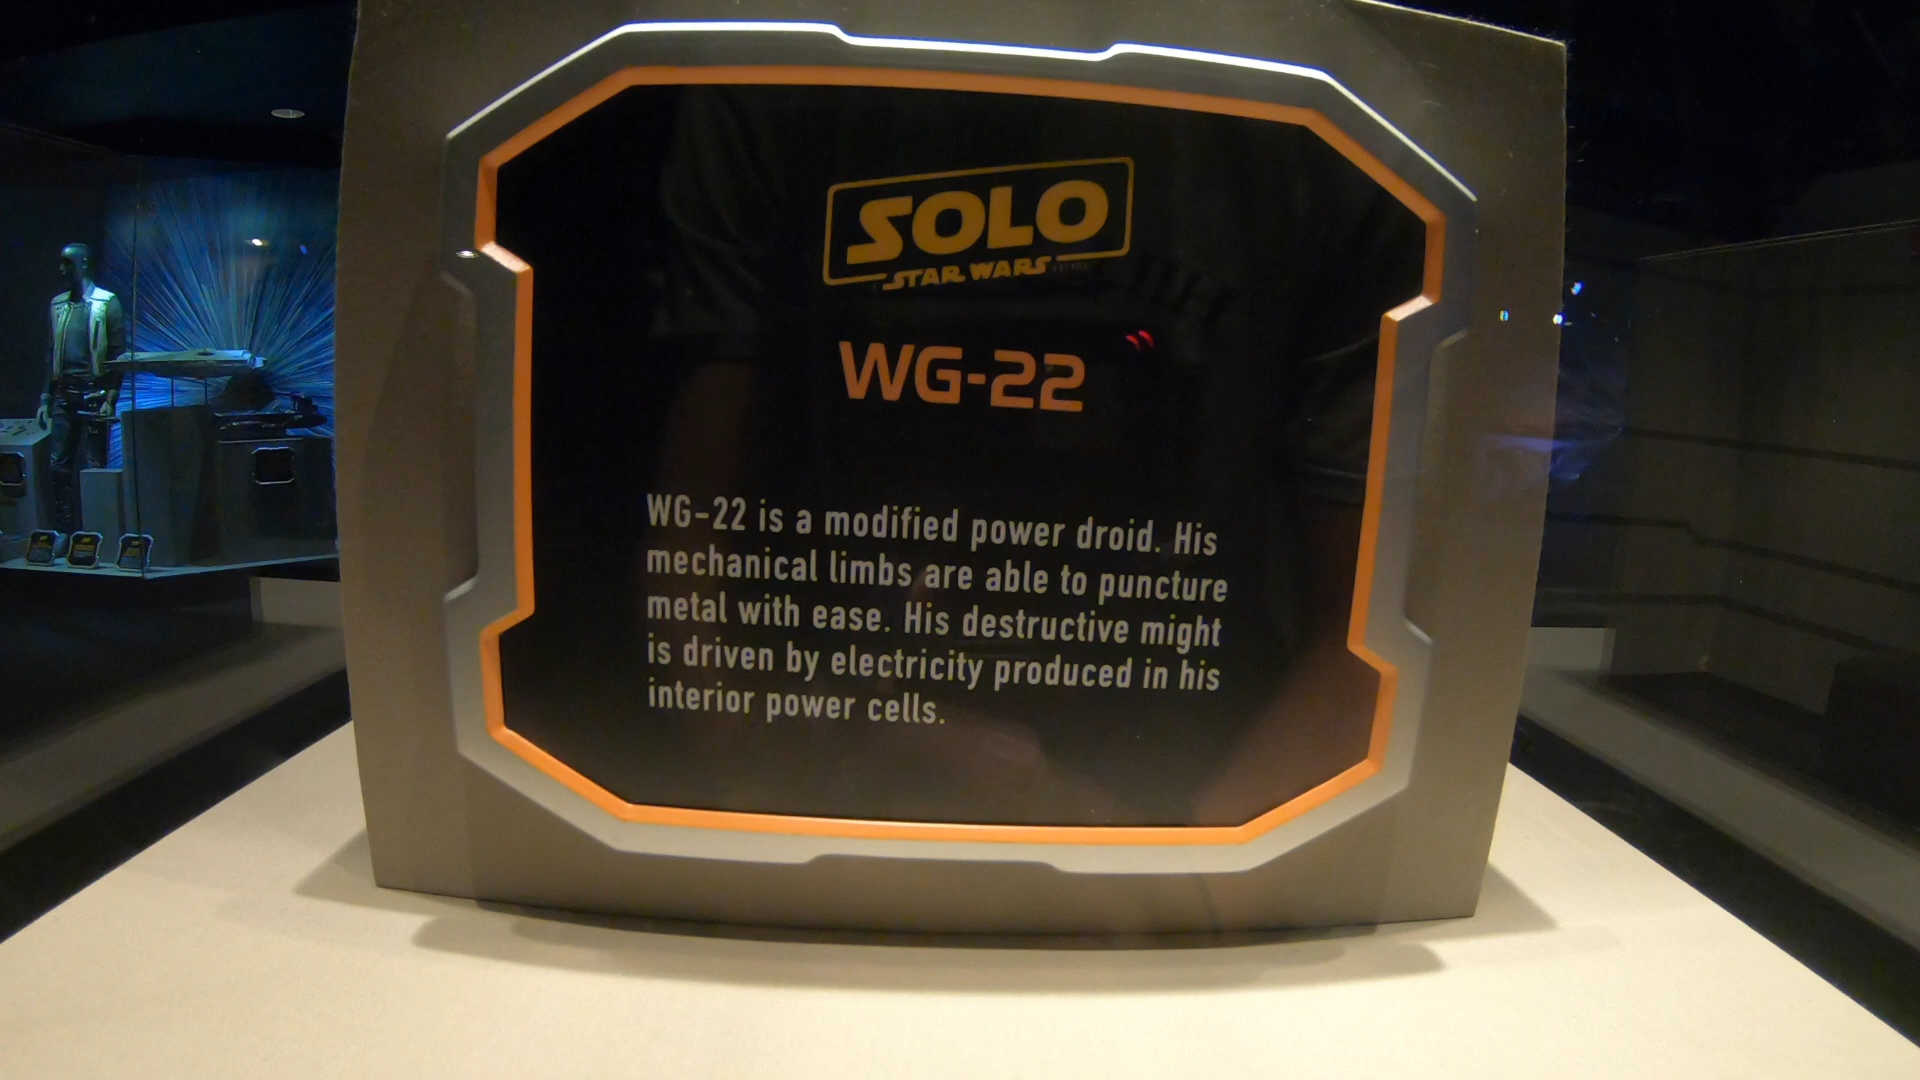 SOLO
STAR WARS
WG-22
WG-22 is a modified power droid. His
mechanical limbs are able to puncture
metal with ease. His destructive might
is driven by electricity produced in his
interior power cells.